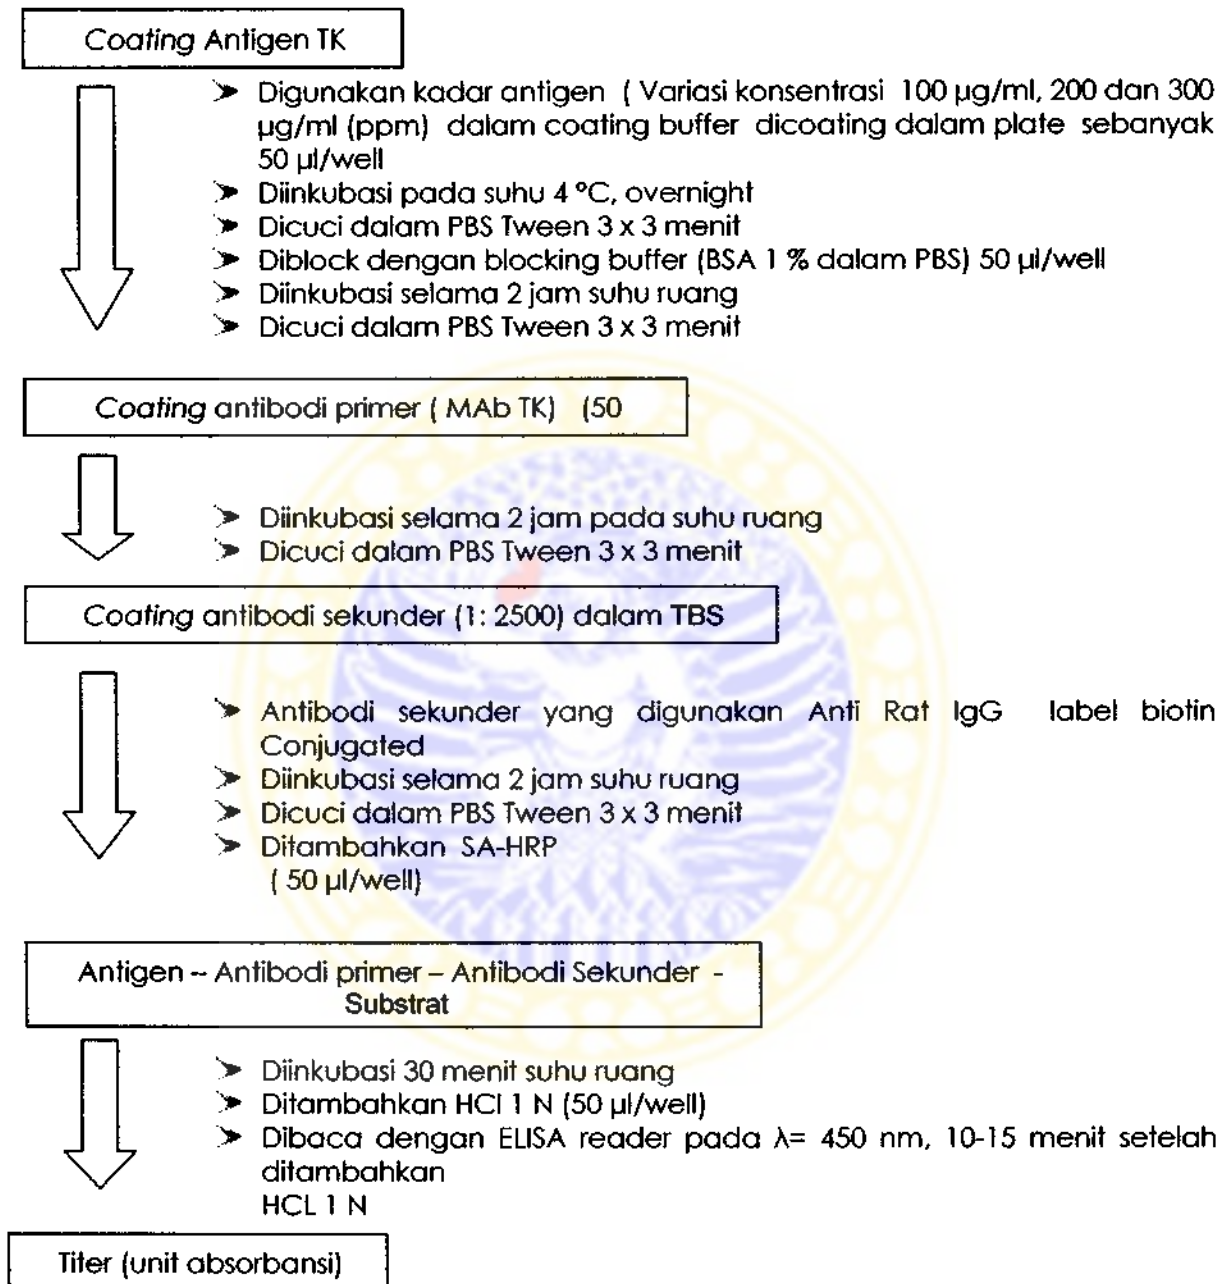 Coating Antigen TK
➤ Digunakan kadar antigen ( Variasi konsentrasi 100 µg/ml, 200 dan 300
µg/ml (ppm) dalam coating buffer dicoating dalam plate sebanyak
50 µl/well
➤ Diinkubasi pada suhu 4 °C, overnight
➤ Dicuci dalam PBS Tween 3 x 3 menit
➤ Diblock dengan blocking buffer (BSA 1 % dalam PBS) 50 µl/well
➤ Diinkubasi selama 2 jam suhu ruang
➤ Dicuci dalam PBS Tween 3 x 3 menit
Coating antibodi primer ( MAb TK) (50
➤ Diinkubasi selama 2 jam pada suhu ruang
➤ Dicuci dalam PBS Tween 3 x 3 menit
Coating antibodi sekunder (1: 2500) dalam TBS
➤ Antibodi sekunder yang digunakan Anti Rat IgG label biotin
Conjugated
➤ Diinkubasi selama 2 jam suhu ruang
➤ Dicuci dalam PBS Tween 3 x 3 menit
➤ Ditambahkan SA-HRP
( 50 µl/well)
Antigen – Antibodi primer – Antibodi Sekunder -
Substrat
➤ Diinkubasi 30 menit suhu ruang
➤ Ditambahkan HCl 1 N (50 µl/well)
➤ Dibaca dengan ELISA reader pada λ= 450 nm, 10-15 menit setelah
ditambahkan
HCL 1 N
Titer (unit absorbansi)